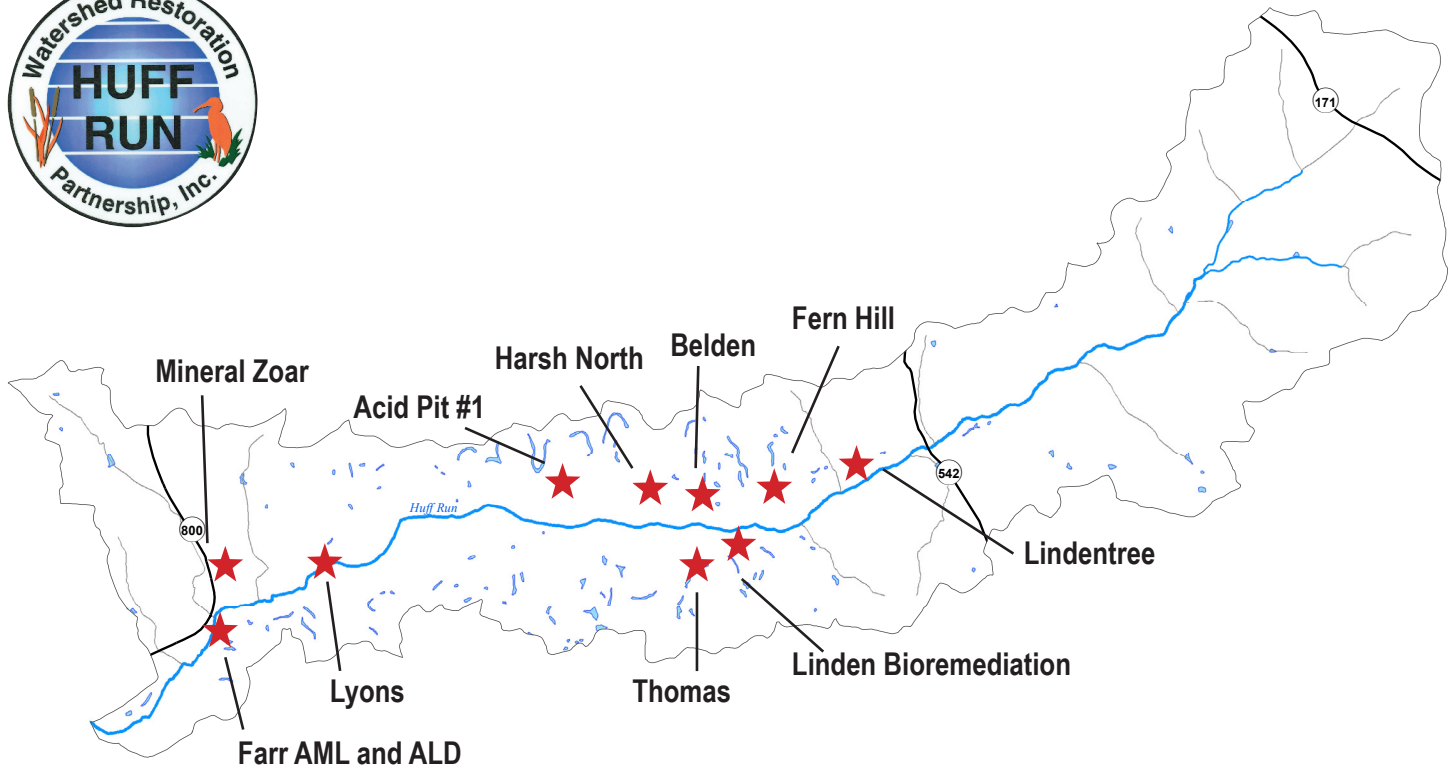 Watershed Restoration
HUFF
RUN
Partnership, Inc.
171
Fern Hill
Belden
Harsh North
Mineral Zoar
Acid Pit #1
542
Huff Run
800
Lindentree
Linden Bioremediation
Thomas
Lyons
Farr AML and ALD